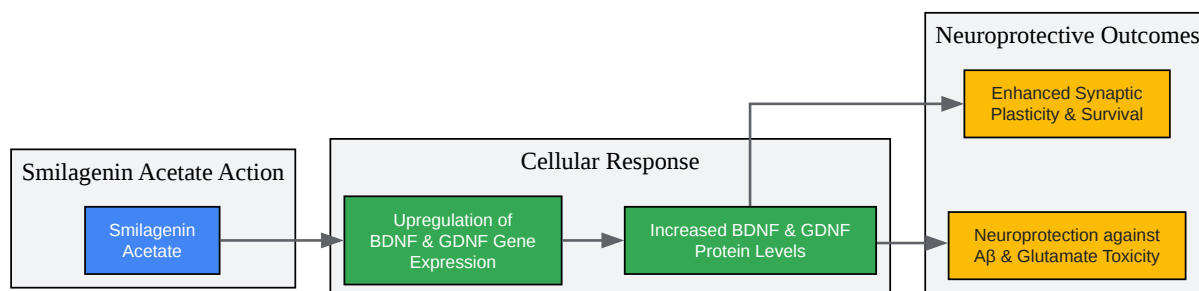 Smilagenin Acetate Action
Smilagenin
Acetate
Cellular Response
Upregulation of
BDNF & GDNF Gene
Expression
Increased BDNF & GDNF
Protein Levels
Neuroprotective Outcomes
Enhanced Synaptic
Plasticity & Survival
Neuroprotection against
Aβ & Glutamate Toxicity